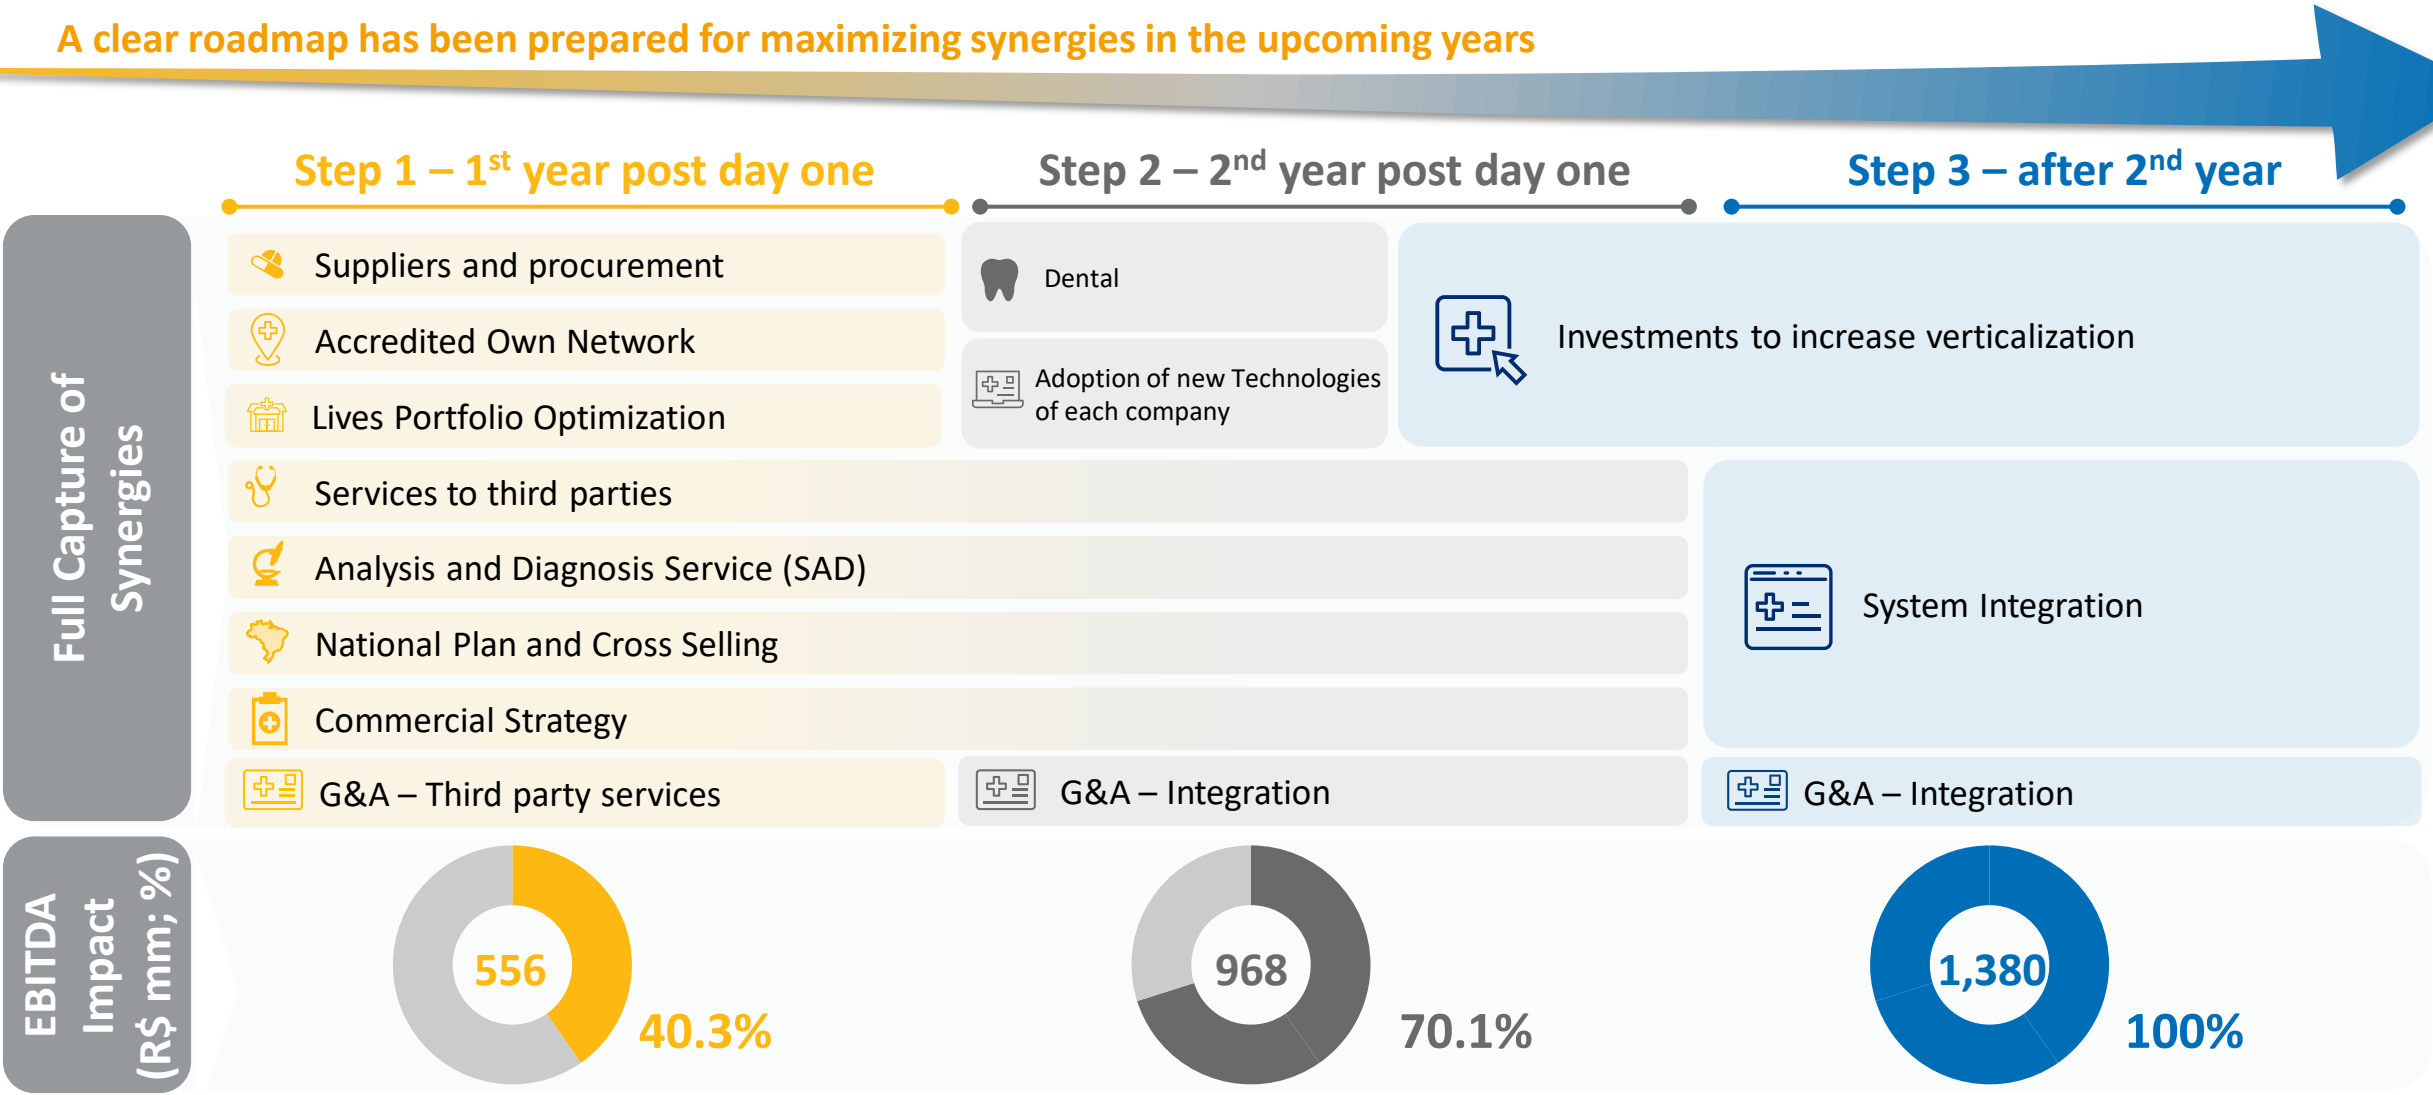 A clear roadmap has been prepared for maximizing synergies in the upcoming years
Step 1 – 1st year post day one
Step 2 – 2nd year post day one
Step 3 – after 2nd year
Full Capture of
Synergies
Suppliers and procurement
Accredited Own Network
Lives Portfolio Optimization
Services to third parties
Analysis and Diagnosis Service (SAD)
National Plan and Cross Selling
Commercial Strategy
G&A – Third party services
Dental
Adoption of new Technologies
of each company
G&A – Integration
Investments to increase verticalization
System Integration
G&A – Integration
EBITDA
Impact
(R$ mm; %)
556
40.3%
968
70.1%
1,380
100%